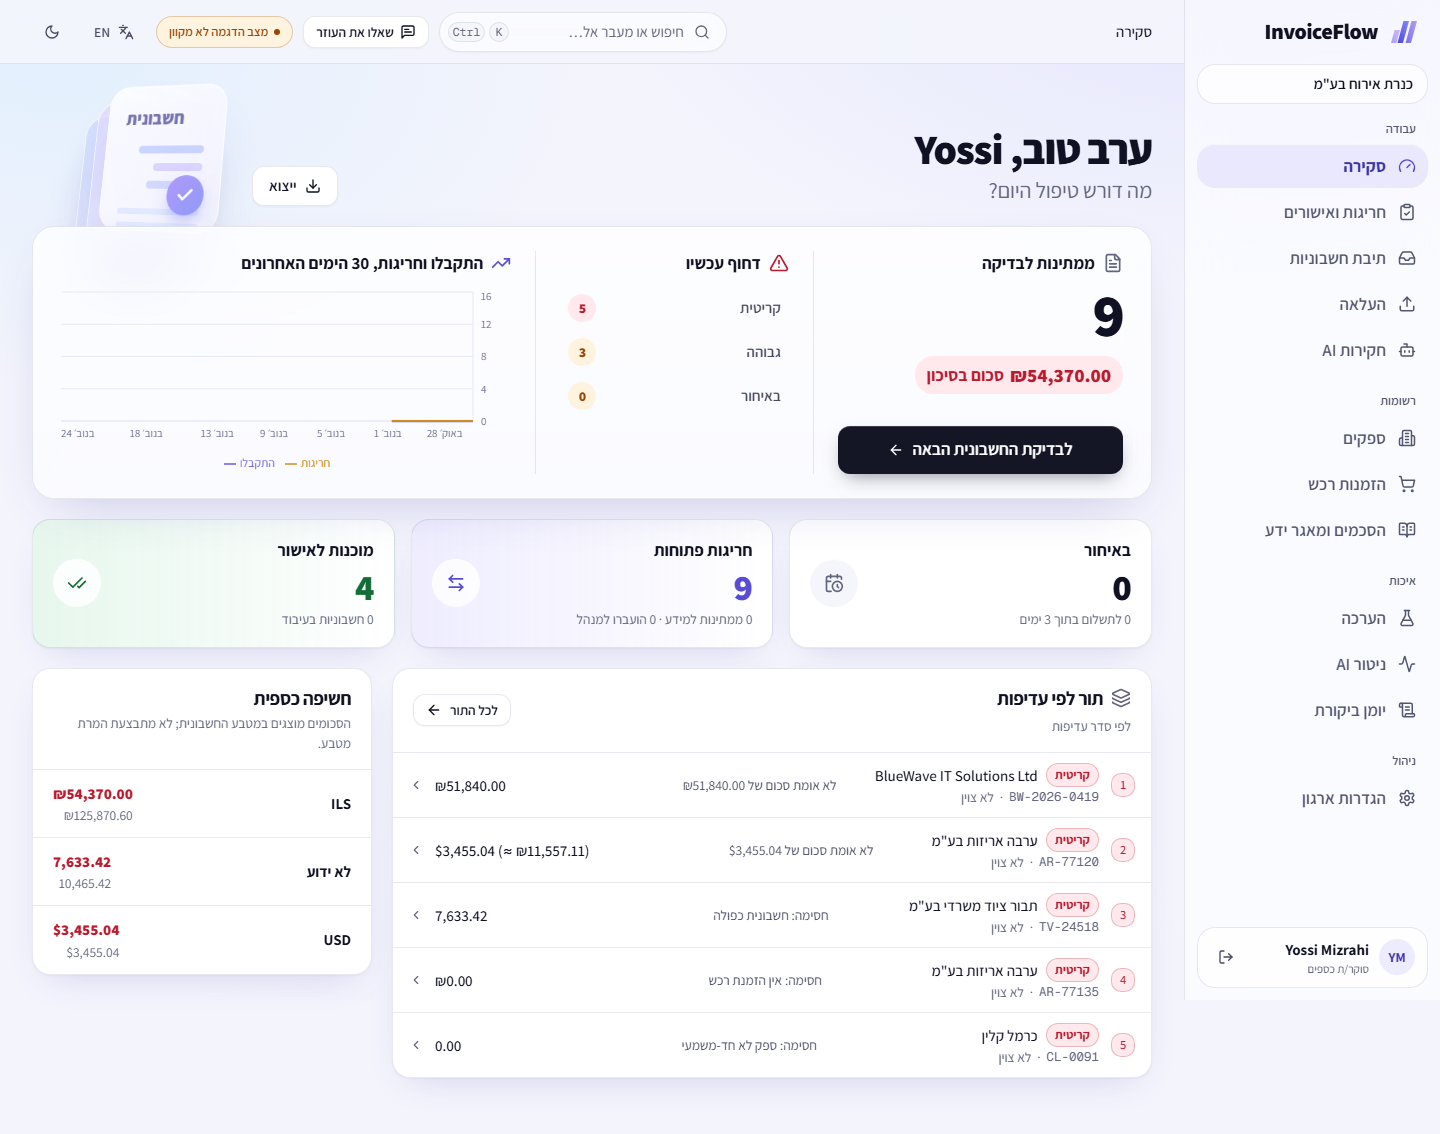 InvoiceFlow
כנרת אירוח בע"מ
עבודה
סקירה
חריגות ואישורים
תיבת חשבוניות
העלאה
חקירות AI
רשומות
ספקים
הזמנות רכש
הסכמים ומאגר ידע
איכות
הערכה
ניטור AI
יומן ביקורת
ניהול
הגדרות ארגון
YM
Yossi Mizrahi
סוקר/ת כספים
סקירה
חיפוש או מעבר אל...
Ctrl K
שאלו את העוזר
מצב הדגמה לא מקוון
EN
ערב טוב, Yossi
מה דורש טיפול היום?
ייצוא
חשבונית
ממתינות לבדיקה
9
₪54,370.00 סכום בסיכון
לבדיקת החשבונית הבאה
דחוף עכשיו
קריטית 5
גבוהה 3
באיחור 0
התקבלו וחריגות, 30 הימים האחרונים
16
12
8
4
0
28 באוק׳ 1 בנוב׳ 5 בנוב׳ 9 בנוב׳ 13 בנוב׳ 18 בנוב׳ 24 בנוב׳
חריגות התקבלו
באיחור
0
0 לתשלום בתוך 3 ימים
חריגות פתוחות
9
0 ממתינות למידע · 0 הועברו למנהל
מוכנות לאישור
4
0 חשבוניות בעיבוד
תור לפי עדיפות
לפי סדר עדיפות
לכל התור
1 קריטית BlueWave IT Solutions Ltd
BW-2026-0419 · לא צוין
לא אומת סכום של ₪51,840.00
₪51,840.00
2 קריטית ערבה אריזות בע"מ
AR-77120 · לא צוין
לא אומת סכום של $3,455.04
$3,455.04 (≈ ₪11,557.11)
3 קריטית תבור ציוד משרדי בע"מ
TV-24518 · לא צוין
חסימה: חשבונית כפולה
7,633.42
4 קריטית ערבה אריזות בע"מ
AR-77135 · לא צוין
חסימה: אין הזמנת רכש
₪0.00
5 קריטית כרמל קלין
CL-0091 · לא צוין
חסימה: ספק לא חד-משמעי
0.00
חשיפה כספית
הסכומים מוצגים במטבע החשבונית; לא מתבצעת המרת
מטבע.
ILS
₪54,370.00
₪125,870.60
לא ידוע
7,633.42
10,465.42
USD
$3,455.04
$3,455.04